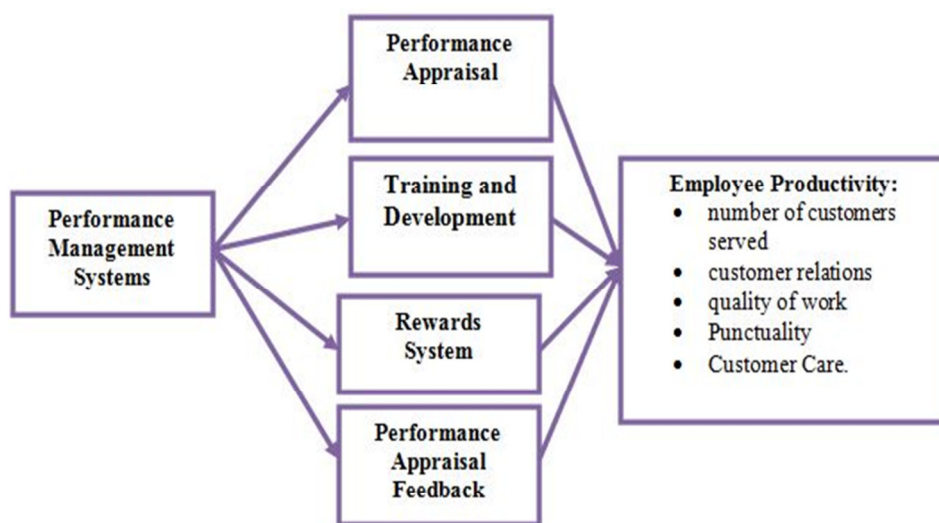 Performance
Management
Systems
Performance
Appraisal
Training and
Development
Rewards
System
Performance
Appraisal
Feedback
Employee Productivity:
• number of customers
served
• customer relations
• quality of work
• Punctuality
• Customer Care.